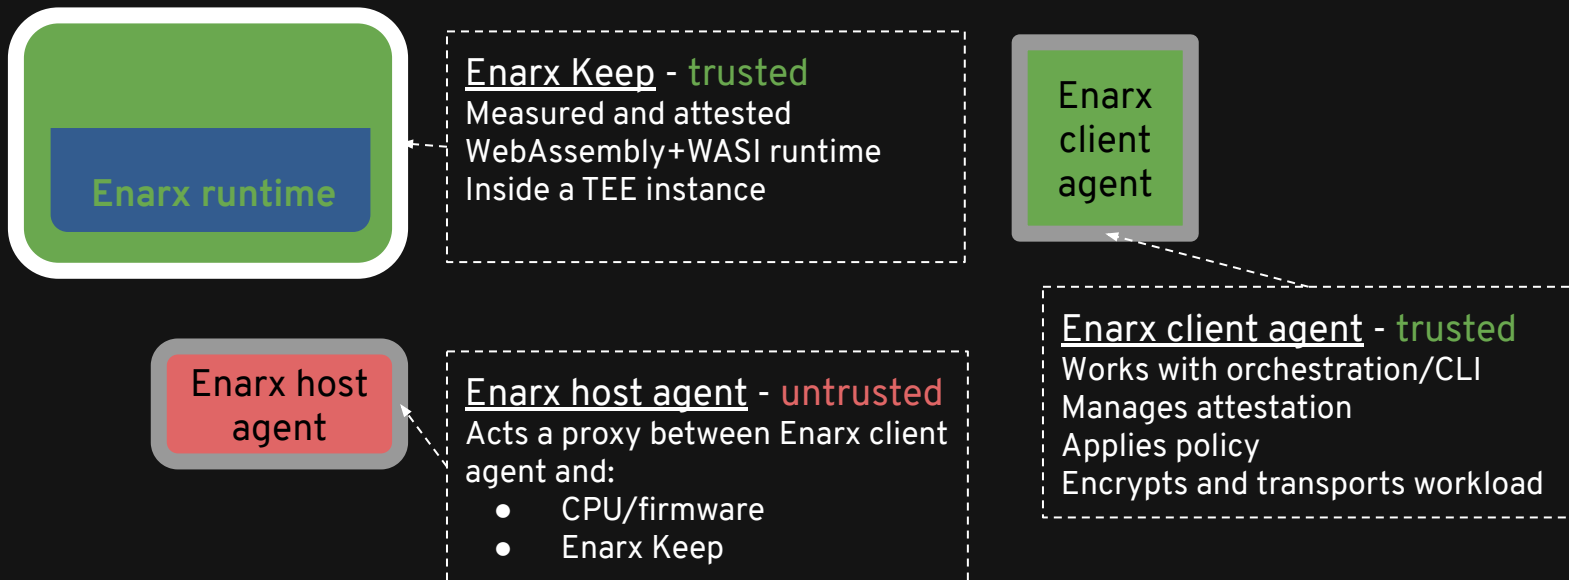 Enarx runtime
Enarx Keep - trusted
Measured and attested
WebAssembly+WASI runtime
Inside a TEE instance
Enarx
client
agent
Enarx host
agent
Enarx host agent - untrusted
Acts a proxy between Enarx client
agent and:
● CPU/firmware
● Enarx Keep
Enarx client agent - trusted
Works with orchestration/CLI
Manages attestation
Applies policy
Encrypts and transports workload